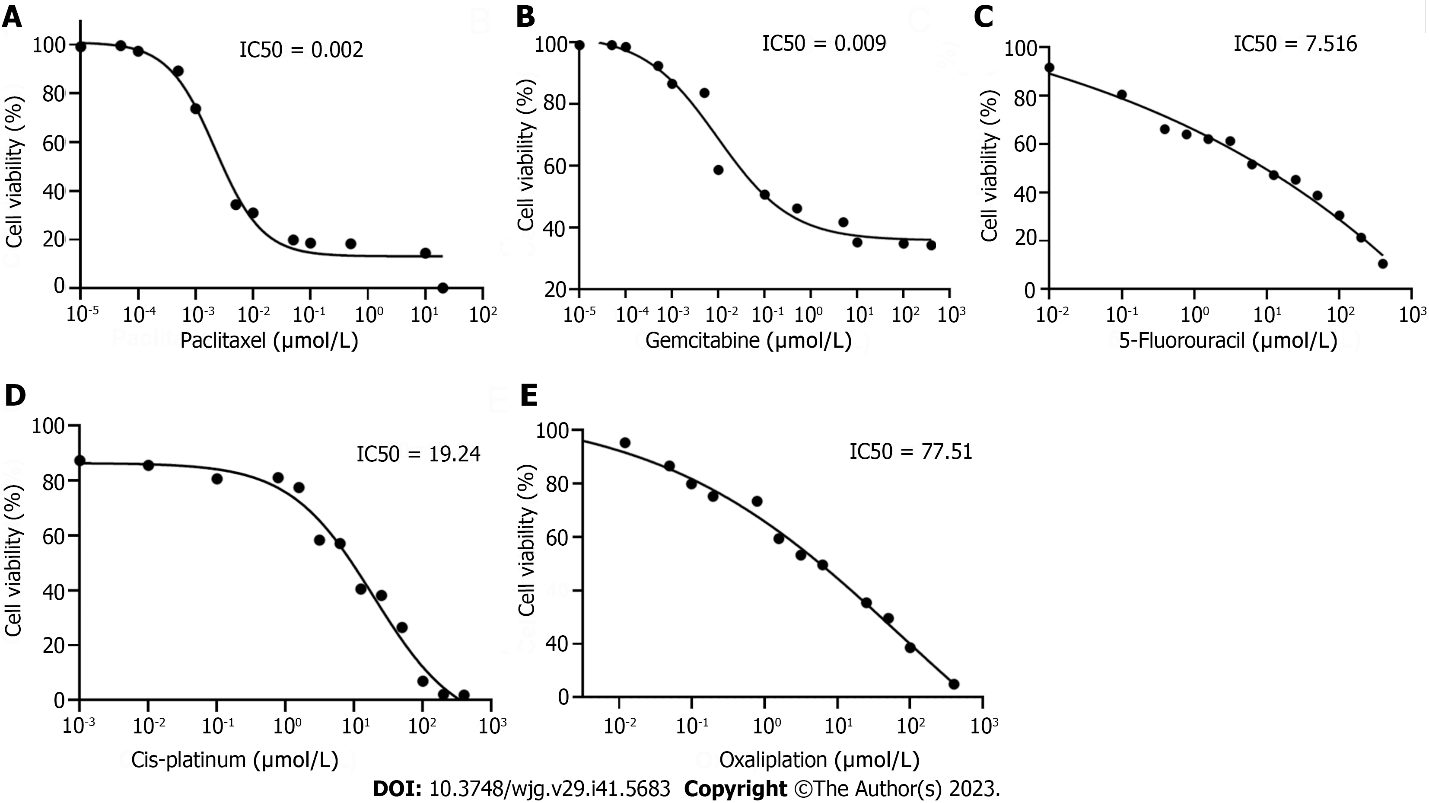 A
IC50 = 0.002
Cell viability (%)
100
80
60
40
20
0
10-5 10-4 10-3 10-2 10-1 100 101 102
Paclitaxel (µmol/L)
B
IC50 = 0.009
Cell viability (%)
100
80
60
40
20
10-5 10-4 10-3 10-2 10-1 100 101 102 103
Gemcitabine (µmol/L)
C
IC50 = 7.516
Cell viability (%)
100
80
60
40
20
0
10-2 10-1 100 101 102 103
5-Fluorouracil (µmol/L)
D
IC50 = 19.24
Cell viability (%)
100
80
60
40
20
0
10-3 10-2 10-1 100 101 102 103
Cis-platinum (µmol/L)
E
IC50 = 77.51
Cell viability (%)
100
80
60
40
0
10-2 10-1 100 101 102 103
Oxaliplation (µmol/L)
DOI: 10.3748/wjg.v29.i41.5683 Copyright ©The Author(s) 2023.